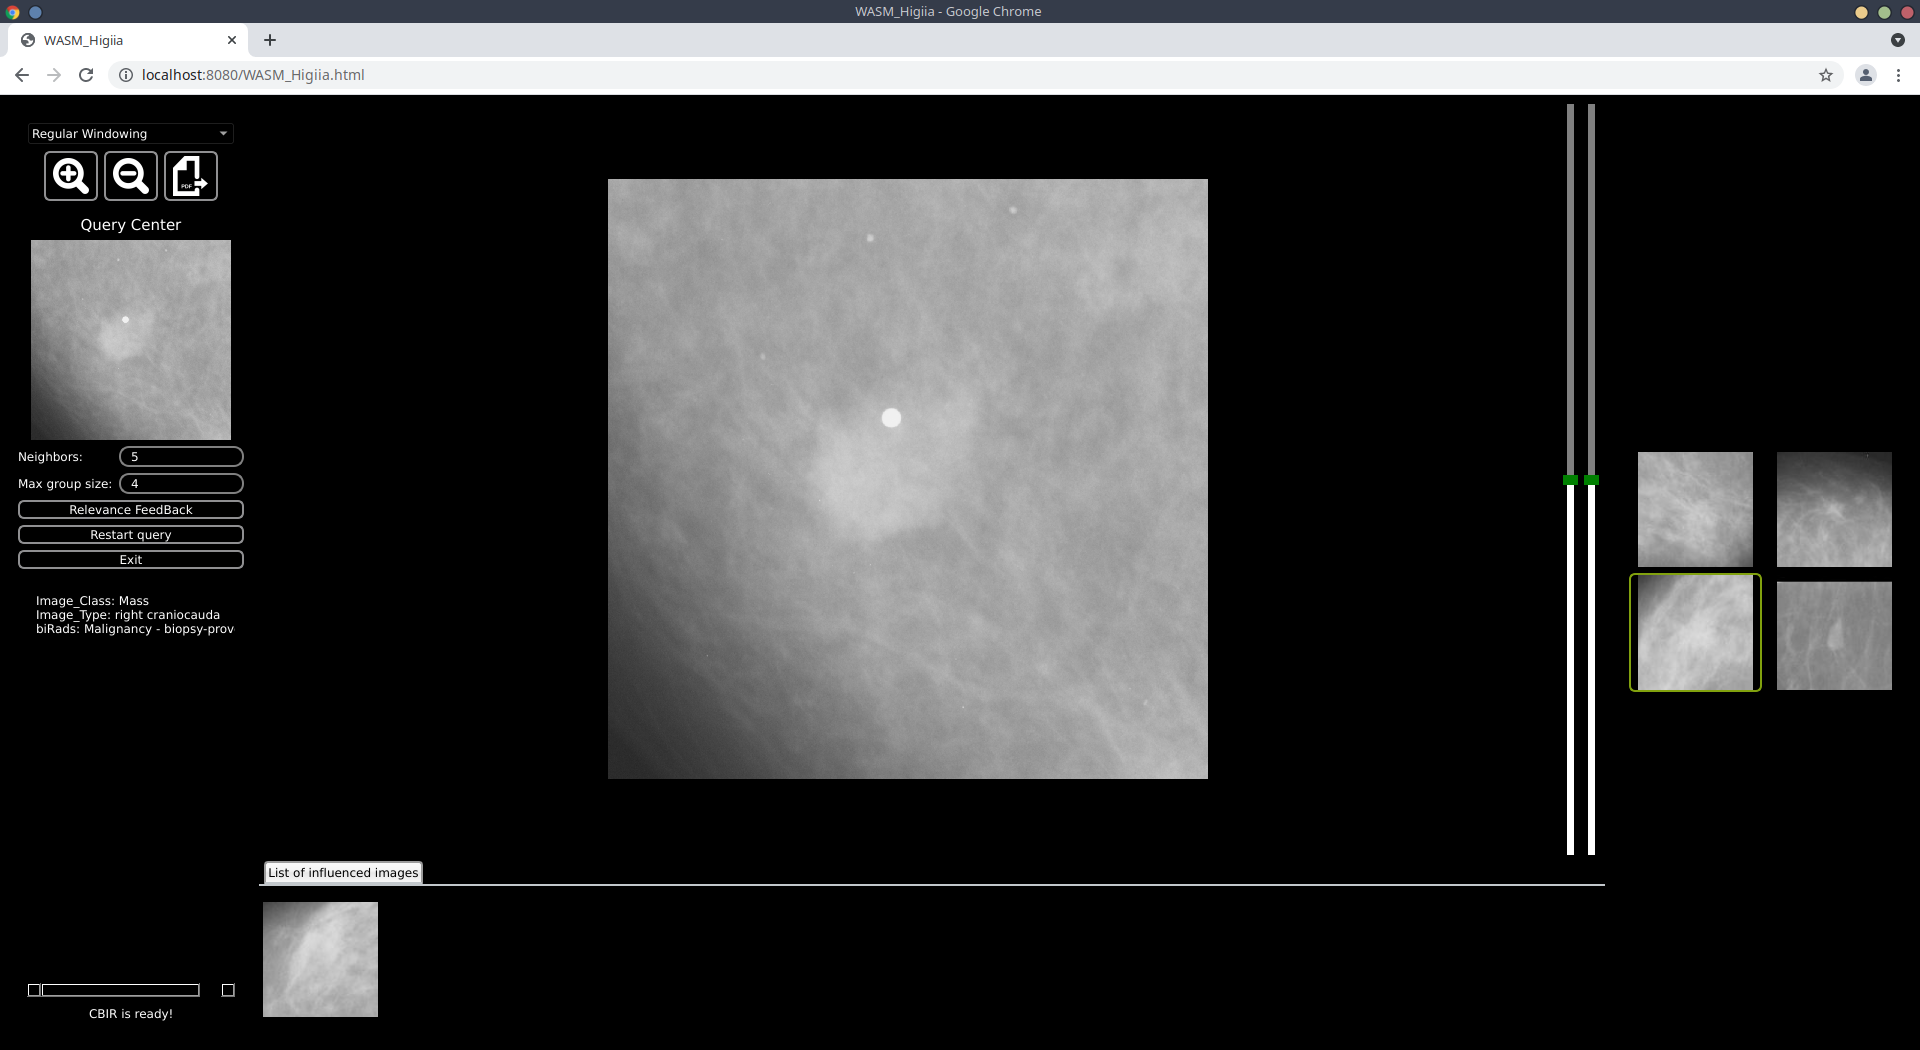 WASM_Higiia - Google Chrome
WASM_Higiia
localhost:8080/WASM_Higiia.html
Regular Windowing
PDF
Query Center
Neighbors: 5
Max group size: 4
Relevance FeedBack
Restart query
Exit
Image_Class: Mass
Image_Type: right craniocauda
biRads: Malignancy - biopsy-prov
List of influenced images
CBIR is ready!